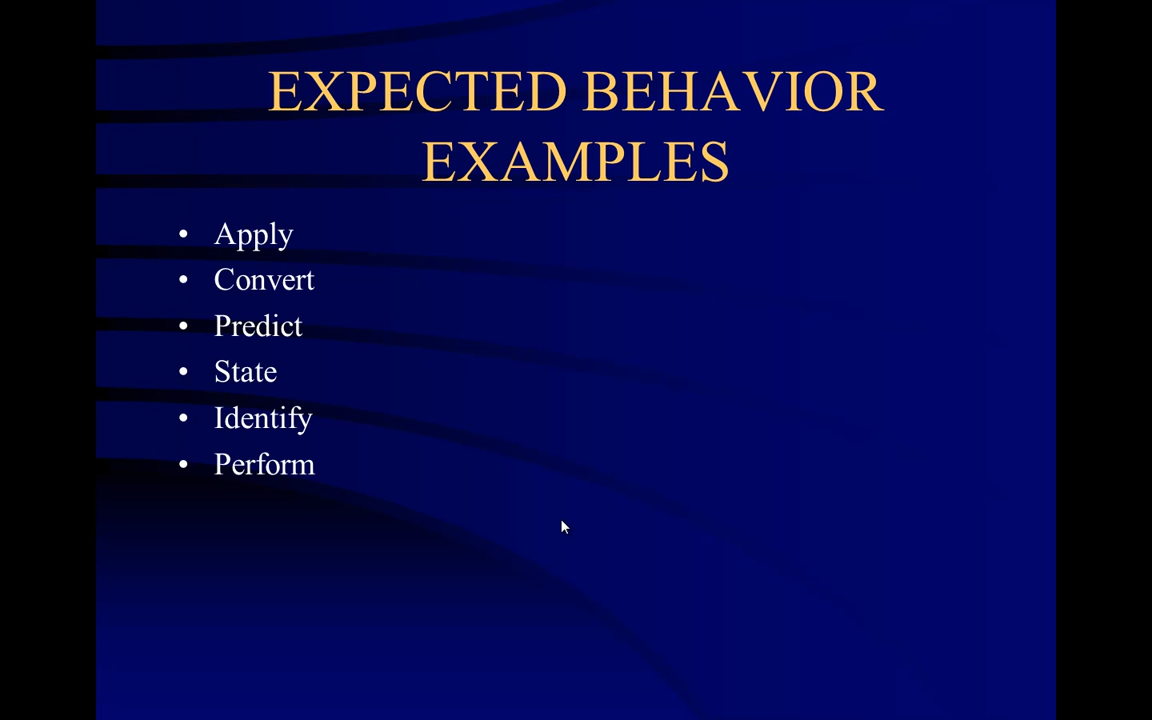 EXPECTED BEHAVIOR
EXAMPLES
• Apply
• Convert
• Predict
• State
• Identify
• Perform